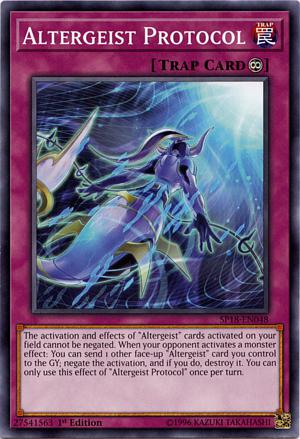 ALTERGEIST PROTOCOL
TRAP
罠
[TRAP CARD ]
SP18-EN048
The activation and effects of "Altergeist" cards activated on your
field cannot be negated. When your opponent activates a monster
effect: You can send 1 other face-up "Altergeist" card you control
to the GY; negate the activation, and if you do, destroy it. You can
only use this effect of "Altergeist Protocol" once per turn.
27541563 1st Edition ©1996 KAZUKI TAKAHASHI